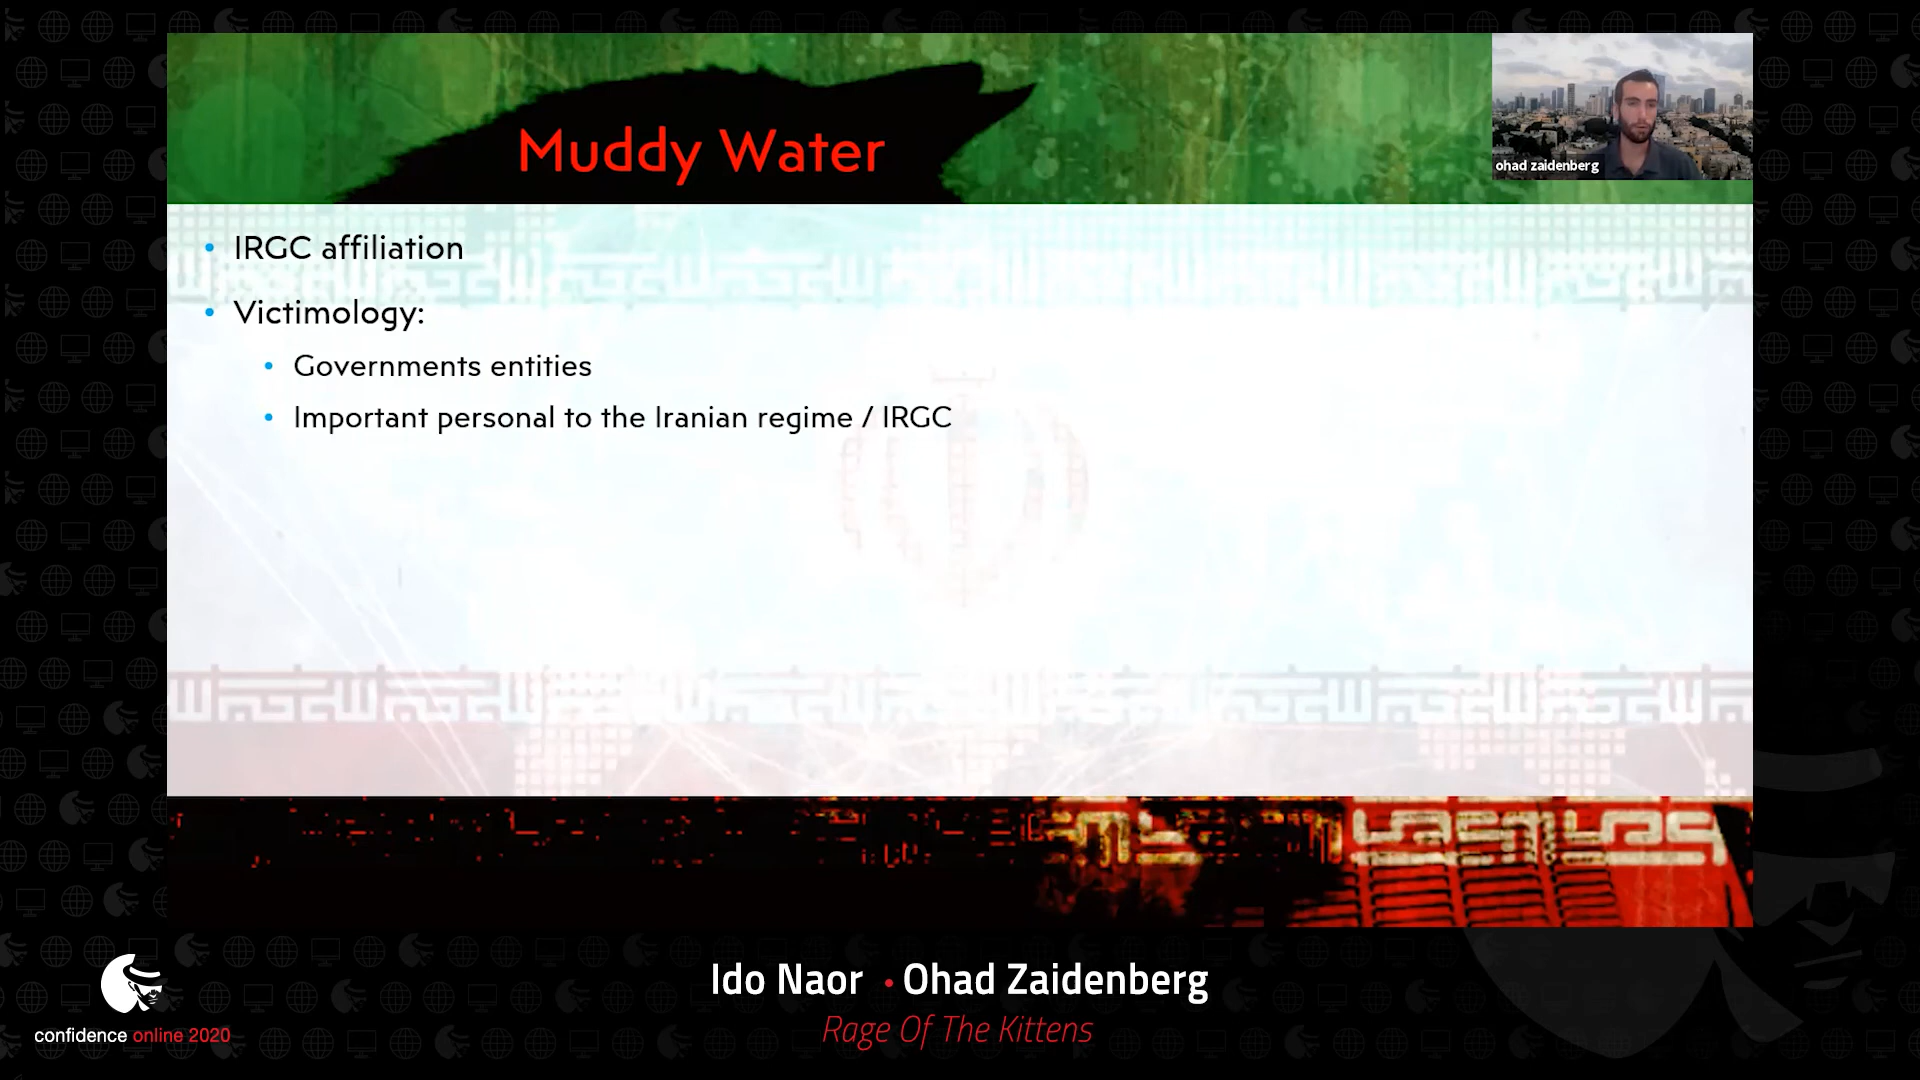 Muddy Water
ohad zaidenberg
• IRGC affiliation
• Victimology:
• Governments entities
• Important personal to the Iranian regime / IRGC
Ido Naor • Ohad Zaidenberg
Rage Of The Kittens
confidence online 2020